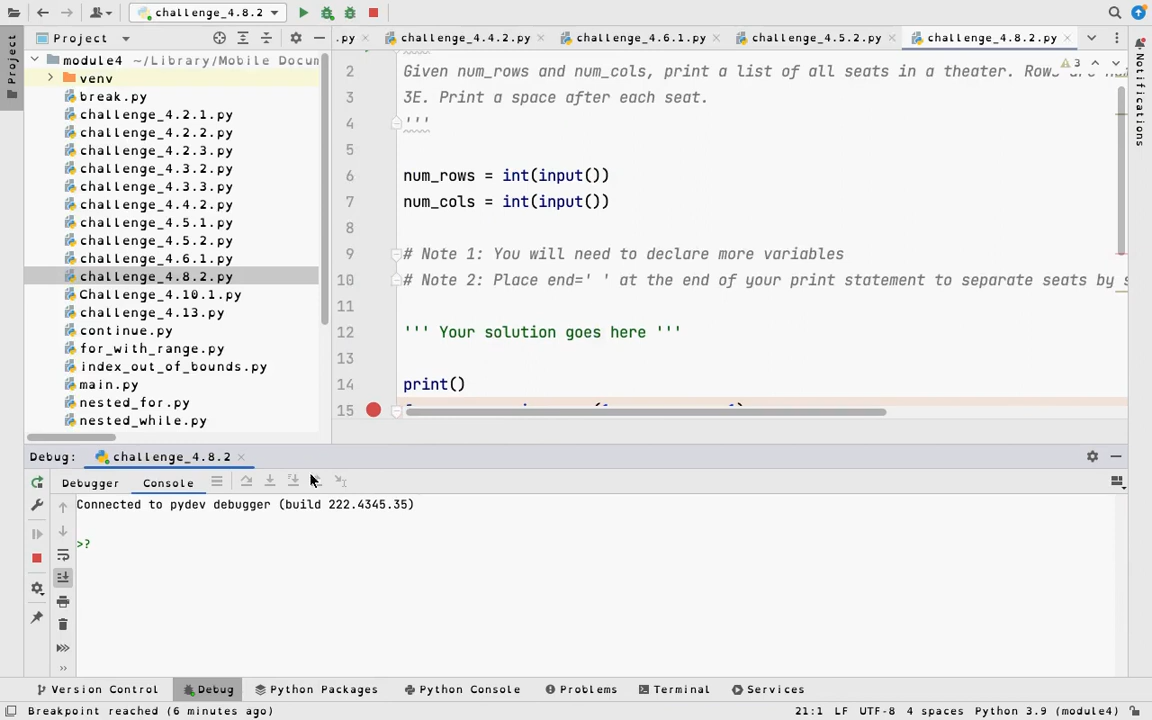 challenge_4.8.2
Project
.py
challenge_4.4.2.py
challenge_4.6.1.py
challenge_4.5.2.py
challenge_4.8.2.py
Project
Notifications
module4 ~/Library/Mobile Docum
venv
break.py
challenge_4.2.1.py
challenge_4.2.2.py
challenge_4.2.3.py
challenge_4.3.2.py
challenge_4.3.3.py
challenge_4.4.2.py
challenge_4.5.1.py
challenge_4.5.2.py
challenge_4.6.1.py
challenge_4.8.2.py
Challenge_4.10.1.py
challenge_4.13.py
continue.py
for_with_range.py
index_out_of_bounds.py
main.py
nested_for.py
nested_while.py
3
2 Given num_rows and num_cols, print a list of all seats in a theater. Rows are
3 3E. Print a space after each seat.
4 '''
5
6 num_rows = int(input())
7 num_cols = int(input())
8
9 # Note 1: You will need to declare more variables
10 # Note 2: Place end=' ' at the end of your print statement to separate seats by s
11
12 ''' Your solution goes here '''
13
14 print()
15
Debug: challenge_4.8.2
Debugger Console
Connected to pydev debugger (build 222.4345.35)
>?
Version Control Debug Python Packages Python Console Problems Terminal Services
Breakpoint reached (6 minutes ago) 21:1 LF UTF-8 4 spaces Python 3.9 (module4)